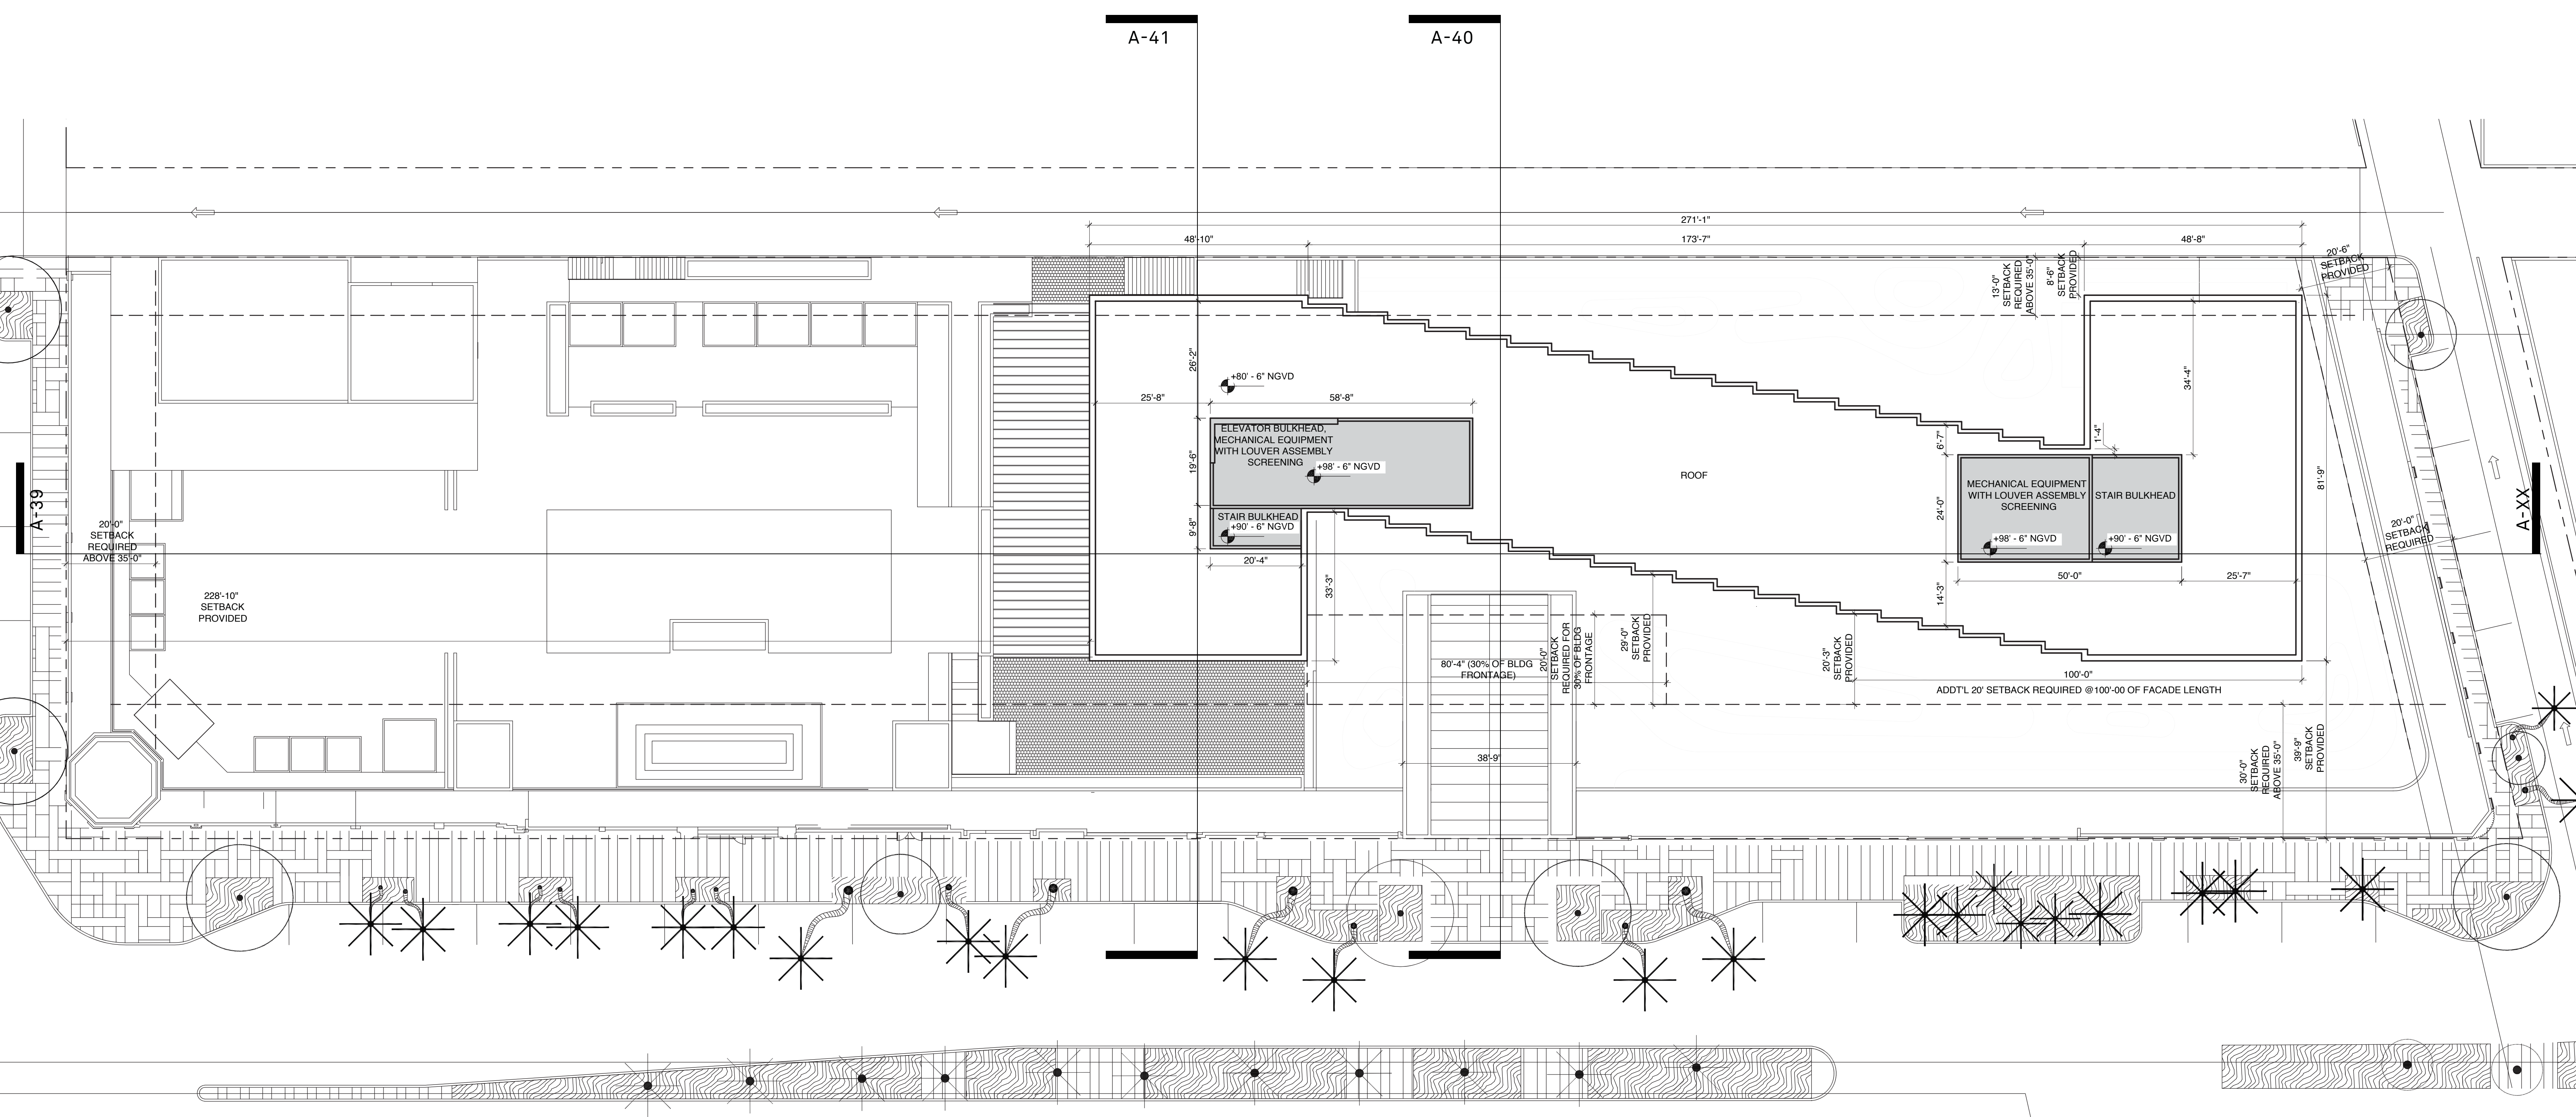 A-41
A-40
271'-1"
48'-10"
173'-7"
48'-8"
20'-6"
SETBACK
PROVIDED
13'-0"
SETBACK
REQUIRED
ABOVE 35'-0"
8'-6"
SETBACK
PROVIDED
26'-2"
+80' - 6" NGVD
25'-8"
58'-8"
34'-4"
ELEVATOR BULKHEAD,
MECHANICAL EQUIPMENT
WITH LOUVER ASSEMBLY
SCREENING
+98' - 6" NGVD
19'-6"
ROOF
6'-7"
1'-4"
81'-9"
MECHANICAL EQUIPMENT
WITH LOUVER ASSEMBLY
SCREENING
STAIR BULKHEAD
24'-0"
+98' - 6" NGVD
+90' - 6" NGVD
A-39
A-XX
20'-0"
SETBACK
REQUIRED
ABOVE 35'-0"
STAIR BULKHEAD
+90' - 6" NGVD
9'-8"
20'-4"
20'-0"
SETBACK
REQUIRED
50'-0"
25'-7"
14'-3"
33'-3"
228'-10"
SETBACK
PROVIDED
80'-4" (30% OF BLDG
FRONTAGE)
20'-0"
SETBACK
REQUIRED FOR
30% OF BLDG
FRONTAGE
29'-0"
SETBACK
PROVIDED
20'-3"
SETBACK
PROVIDED
100'-0"
ADDT'L 20' SETBACK REQUIRED @100'-00 OF FACADE LENGTH
38'-9"
30'-0"
SETBACK
REQUIRED
ABOVE 35'-0"
39'-9"
SETBACK
PROVIDED